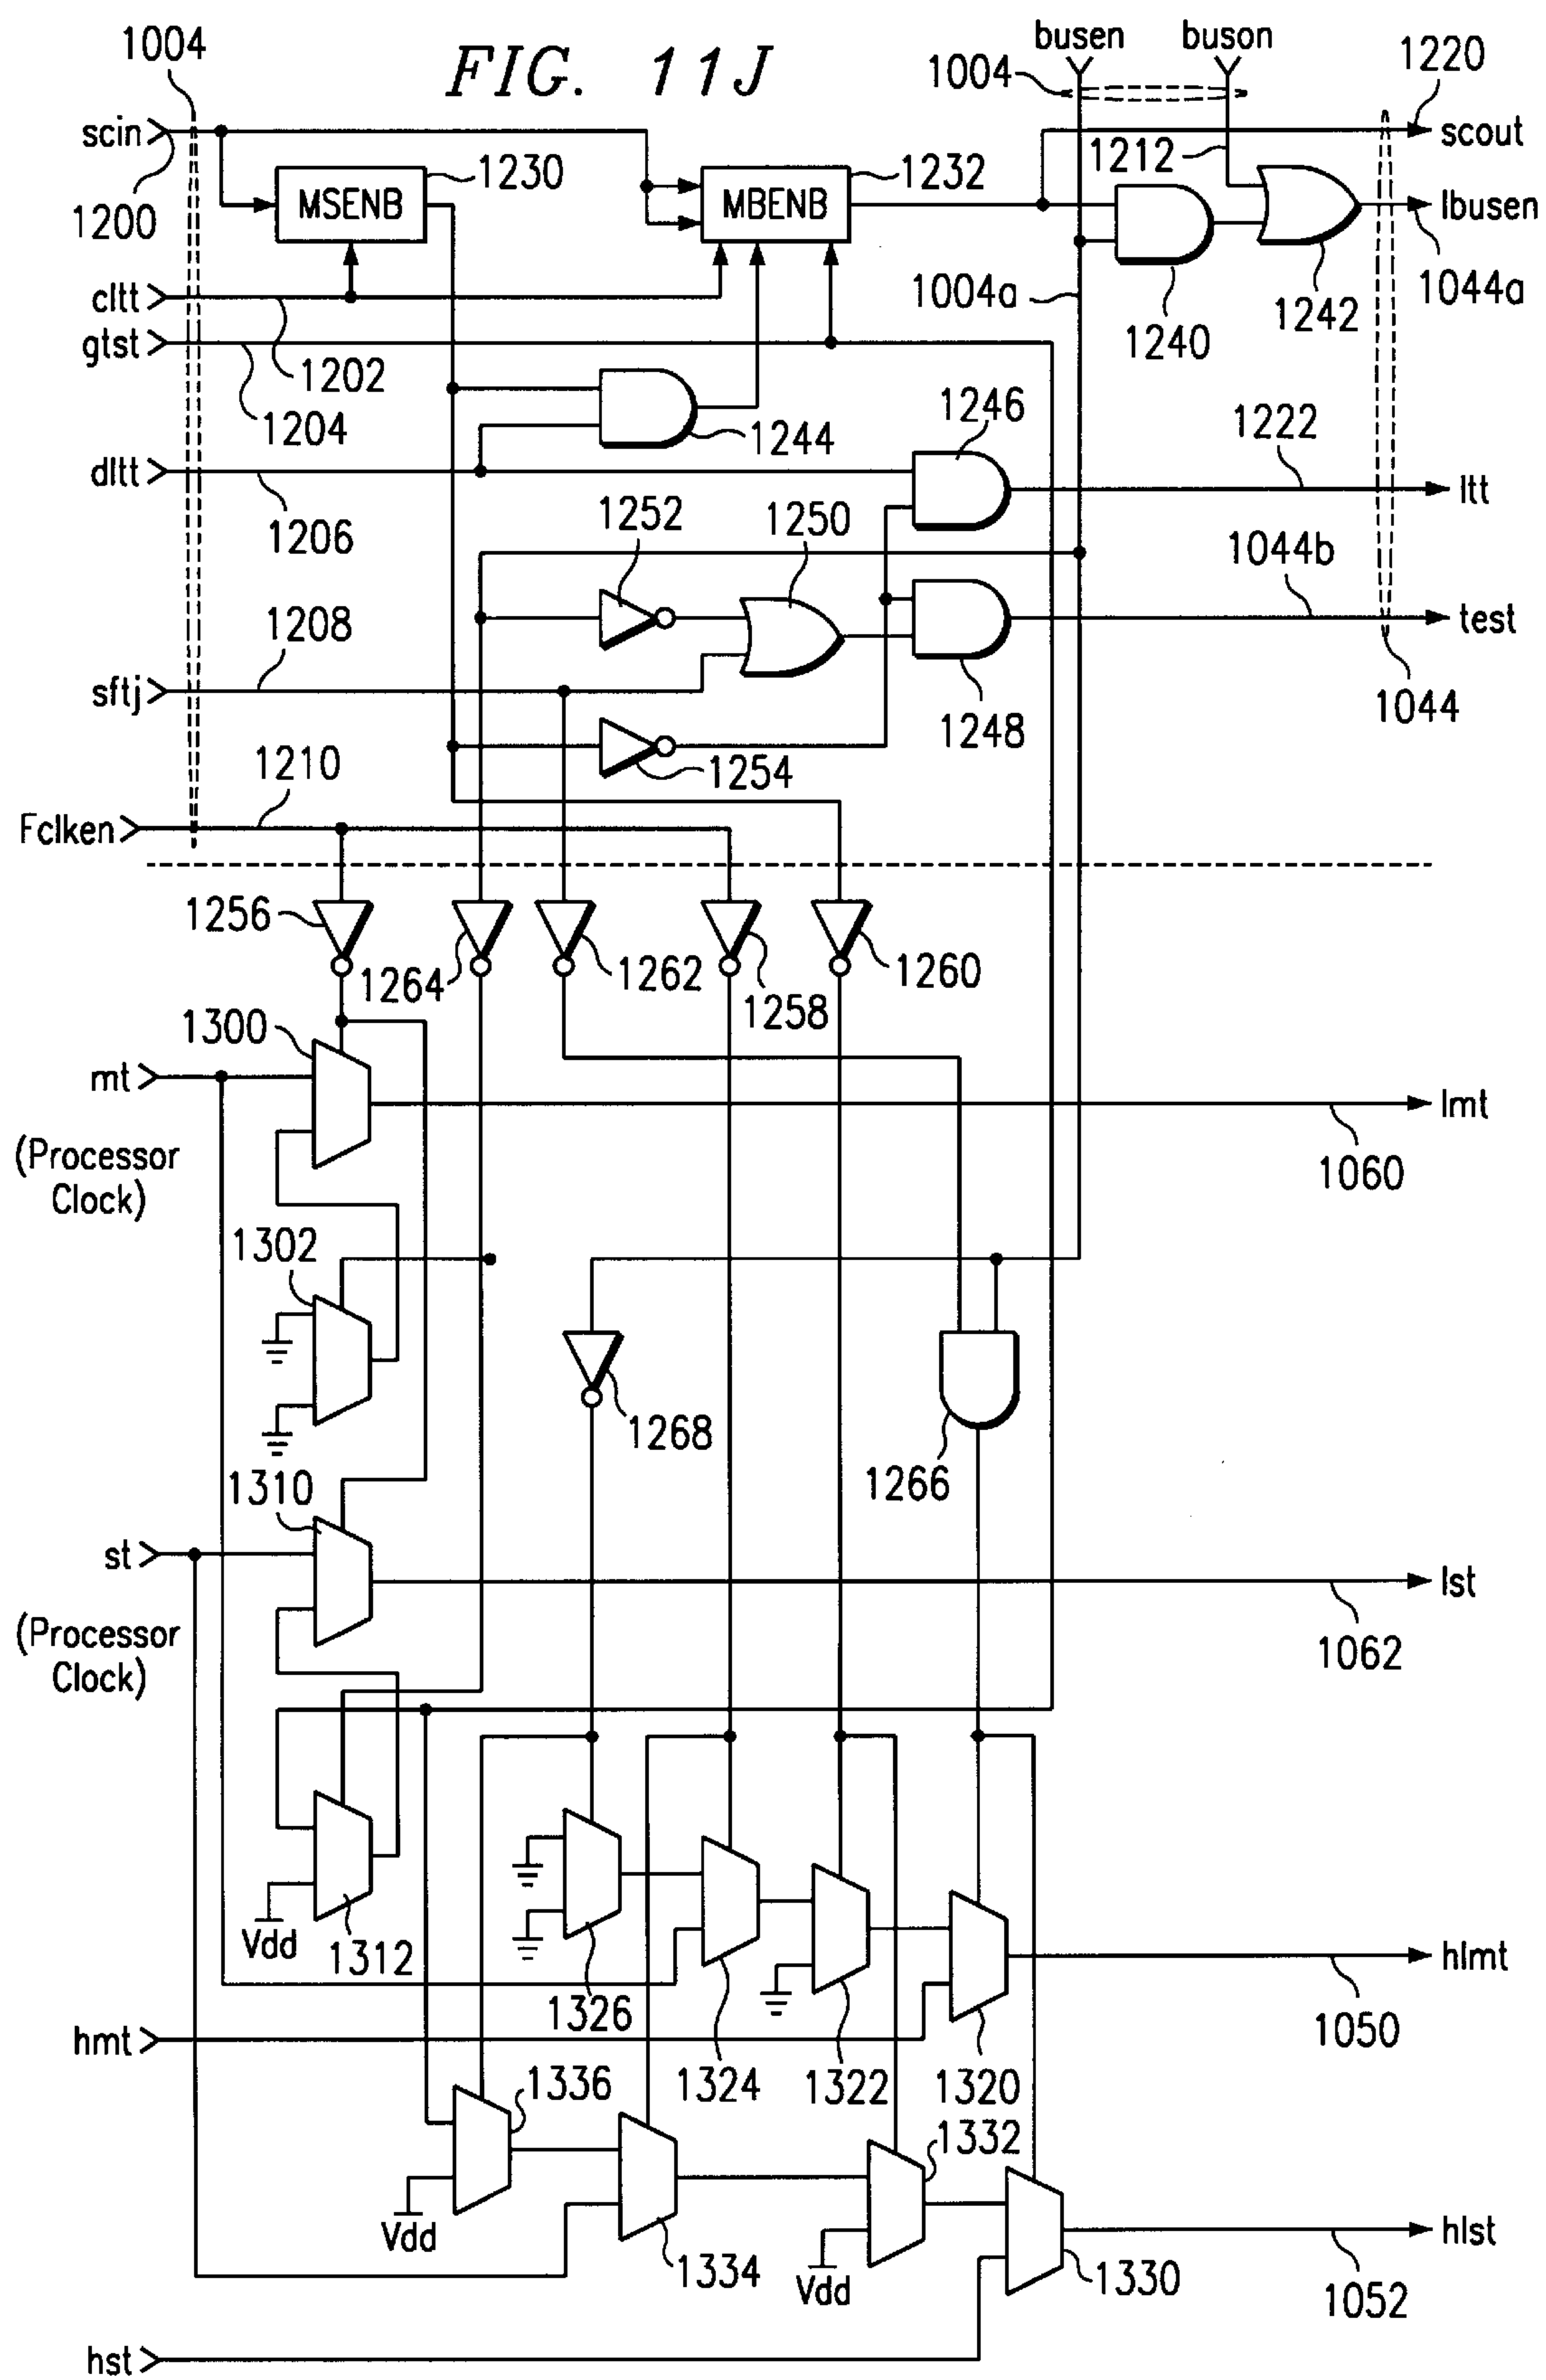 FIG. 11J
1004
busen
buson
1004
1220
scin
scout
1230
1212
1232
MSENB
MBENB
lbusen
1200
cltt
1004a
1044a
1242
gtst
1240
1202
1246
1204
1244
1222
dltt
ltt
1252
1250
1206
1044b
1208
test
sftj
1044
1248
1254
1210
Fclken
1256
1264
1262
1258
1260
1300
mt
lmt
(Processor
Clock)
1060
1302
1268
1266
1310
st
lst
(Processor
Clock)
1062
Vdd
1312
hlmt
1326
hmt
1050
1336
1324
1322
1320
1332
Vdd
hlst
1334
Vdd
1330
1052
hst